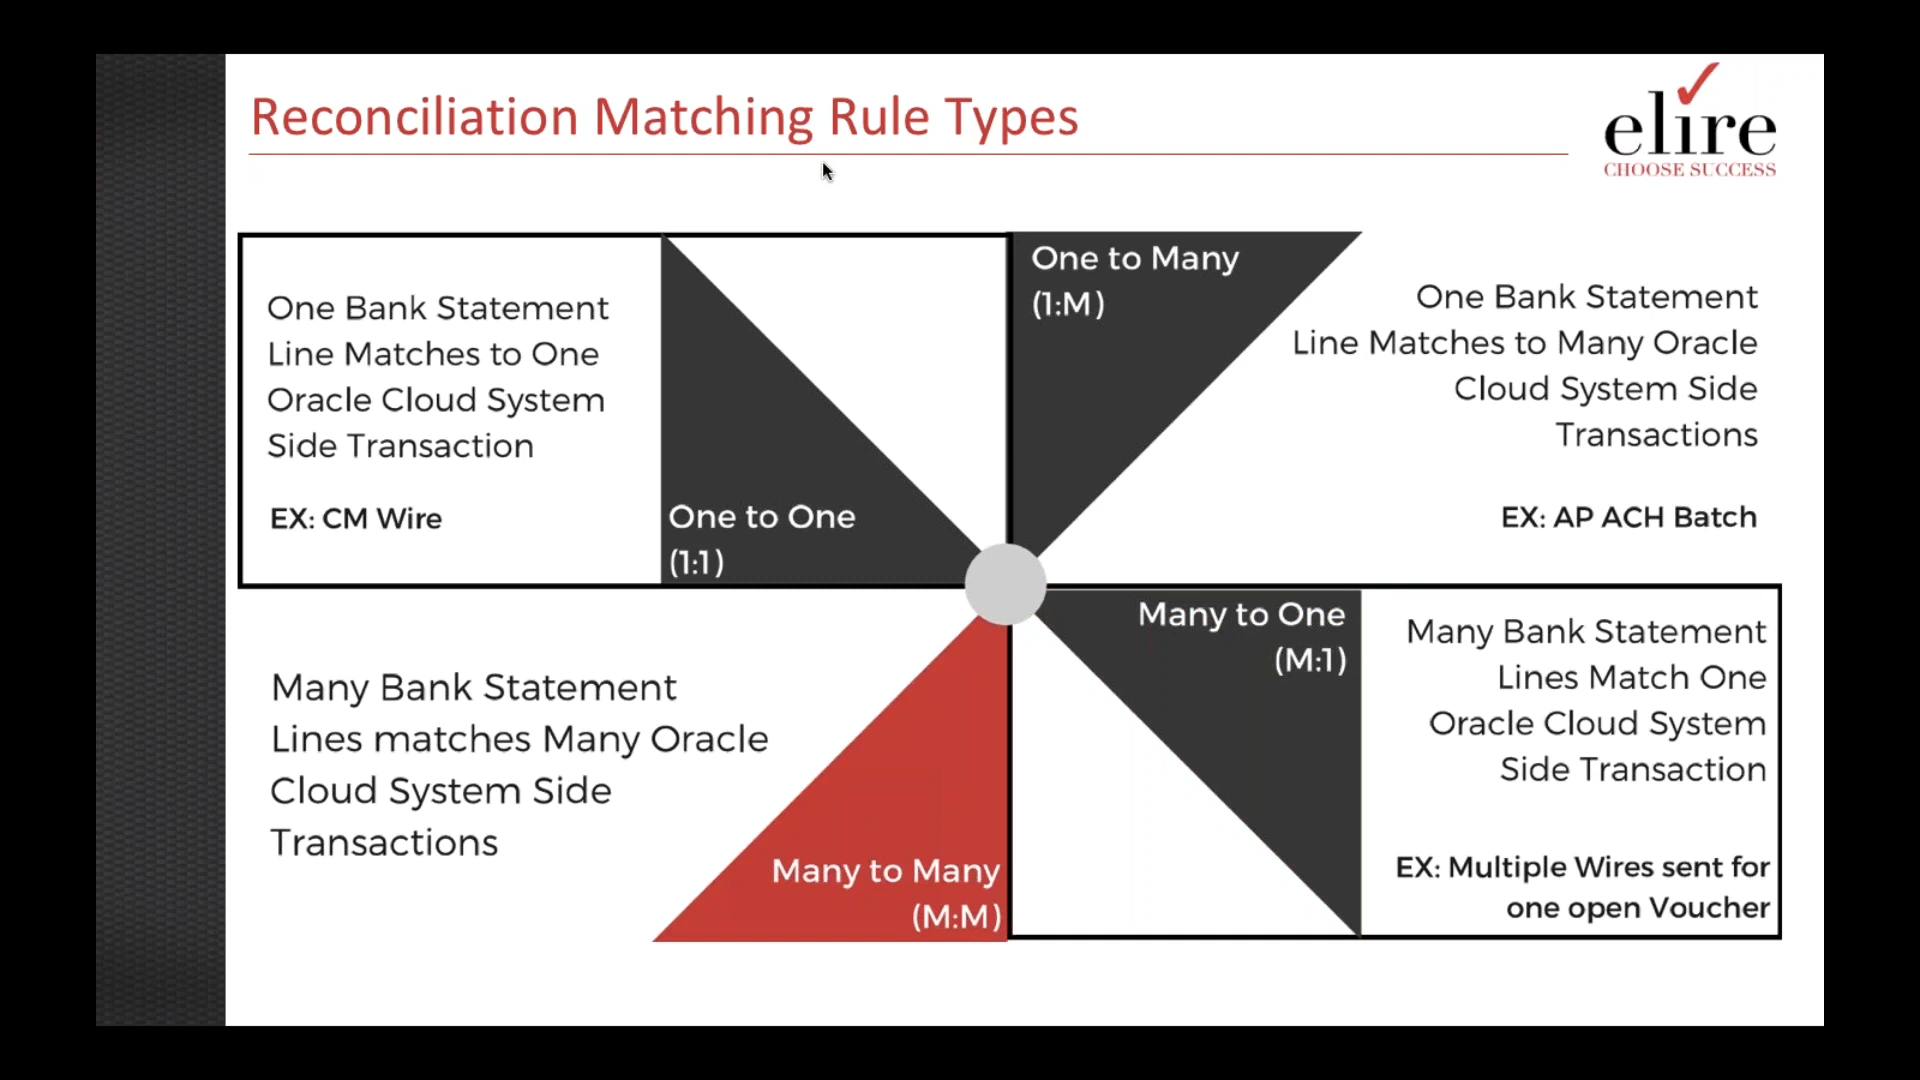 Reconciliation Matching Rule Types
elire
CHOOSE SUCCESS
One Bank Statement
Line Matches to One
Oracle Cloud System
Side Transaction
EX: CM Wire
One to One
(1:1)
One to Many
(1:M)
One Bank Statement
Line Matches to Many Oracle
Cloud System Side
Transactions
EX: AP ACH Batch
Many Bank Statement
Lines matches Many Oracle
Cloud System Side
Transactions
Many to Many
(M:M)
Many to One
(M:1)
Many Bank Statement
Lines Match One
Oracle Cloud System
Side Transaction
EX: Multiple Wires sent for
one open Voucher